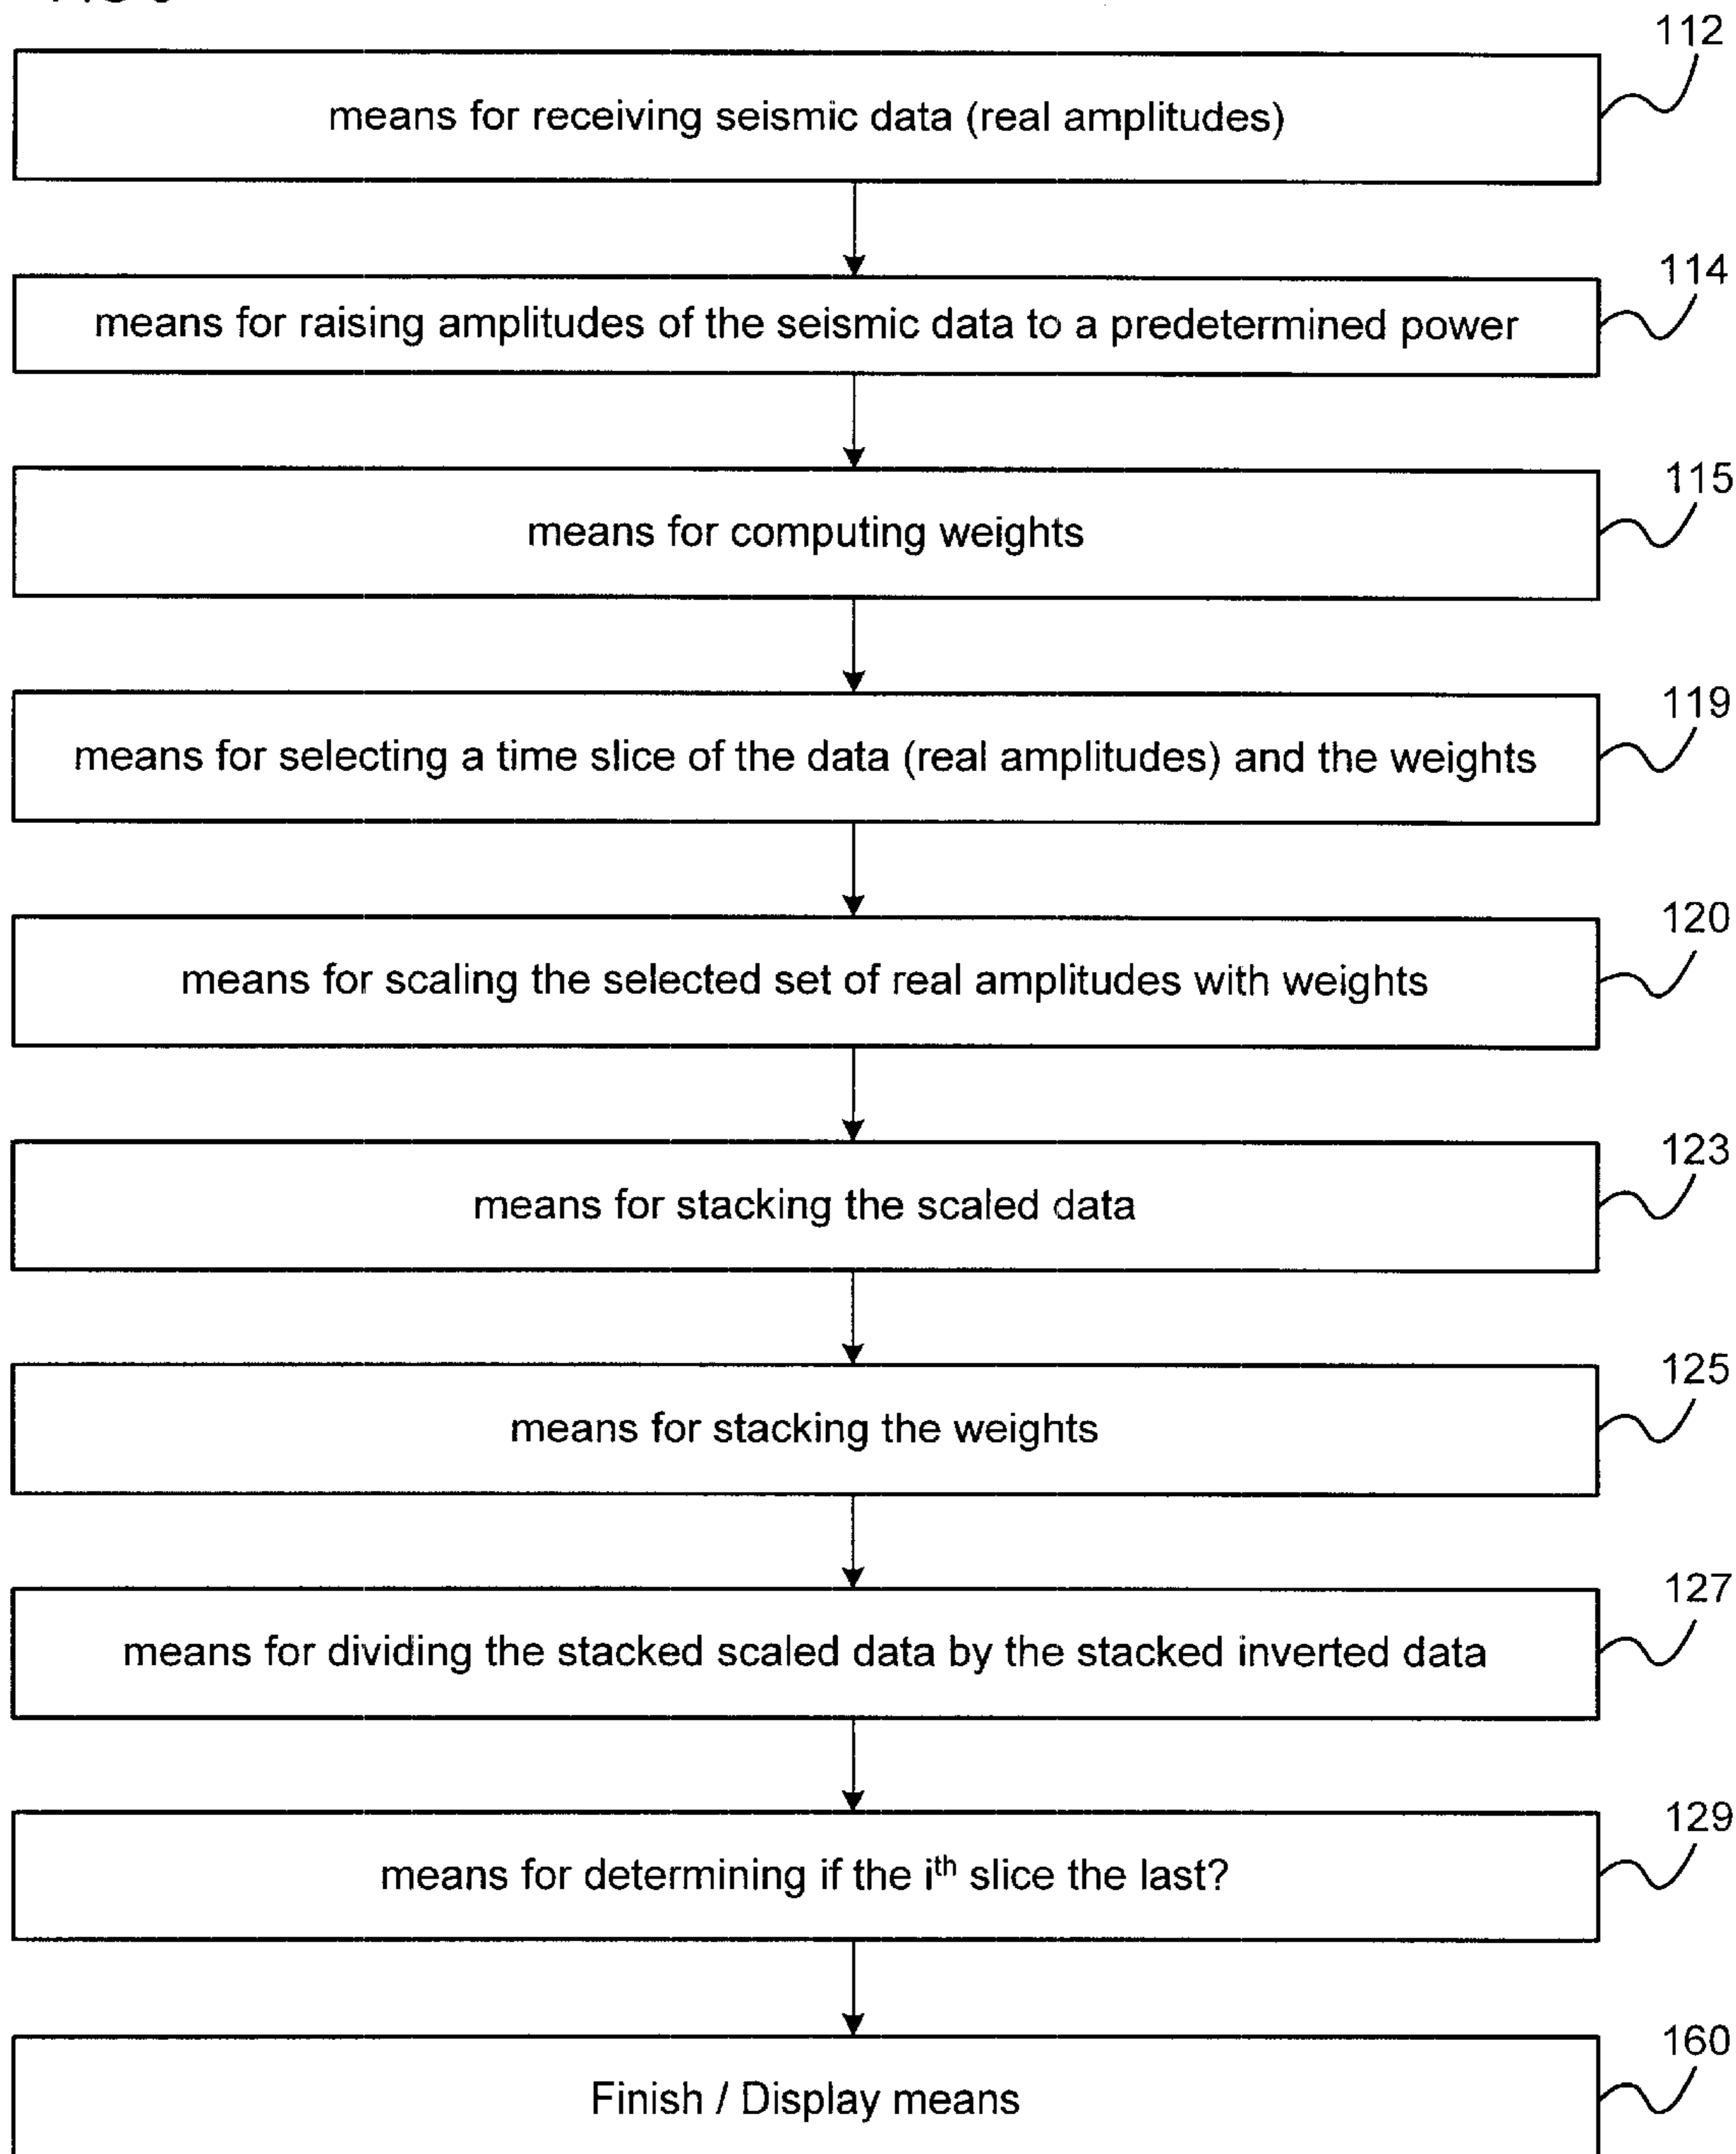 112
means for receiving seismic data (real amplitudes)
114
means for raising amplitudes of the seismic data to a predetermined power
115
means for computing weights
119
means for selecting a time slice of the data (real amplitudes) and the weights
120
means for scaling the selected set of real amplitudes with weights
123
means for stacking the scaled data
125
means for stacking the weights
127
means for dividing the stacked scaled data by the stacked inverted data
129
means for determining if the iᵗʰ slice the last?
160
Finish / Display means